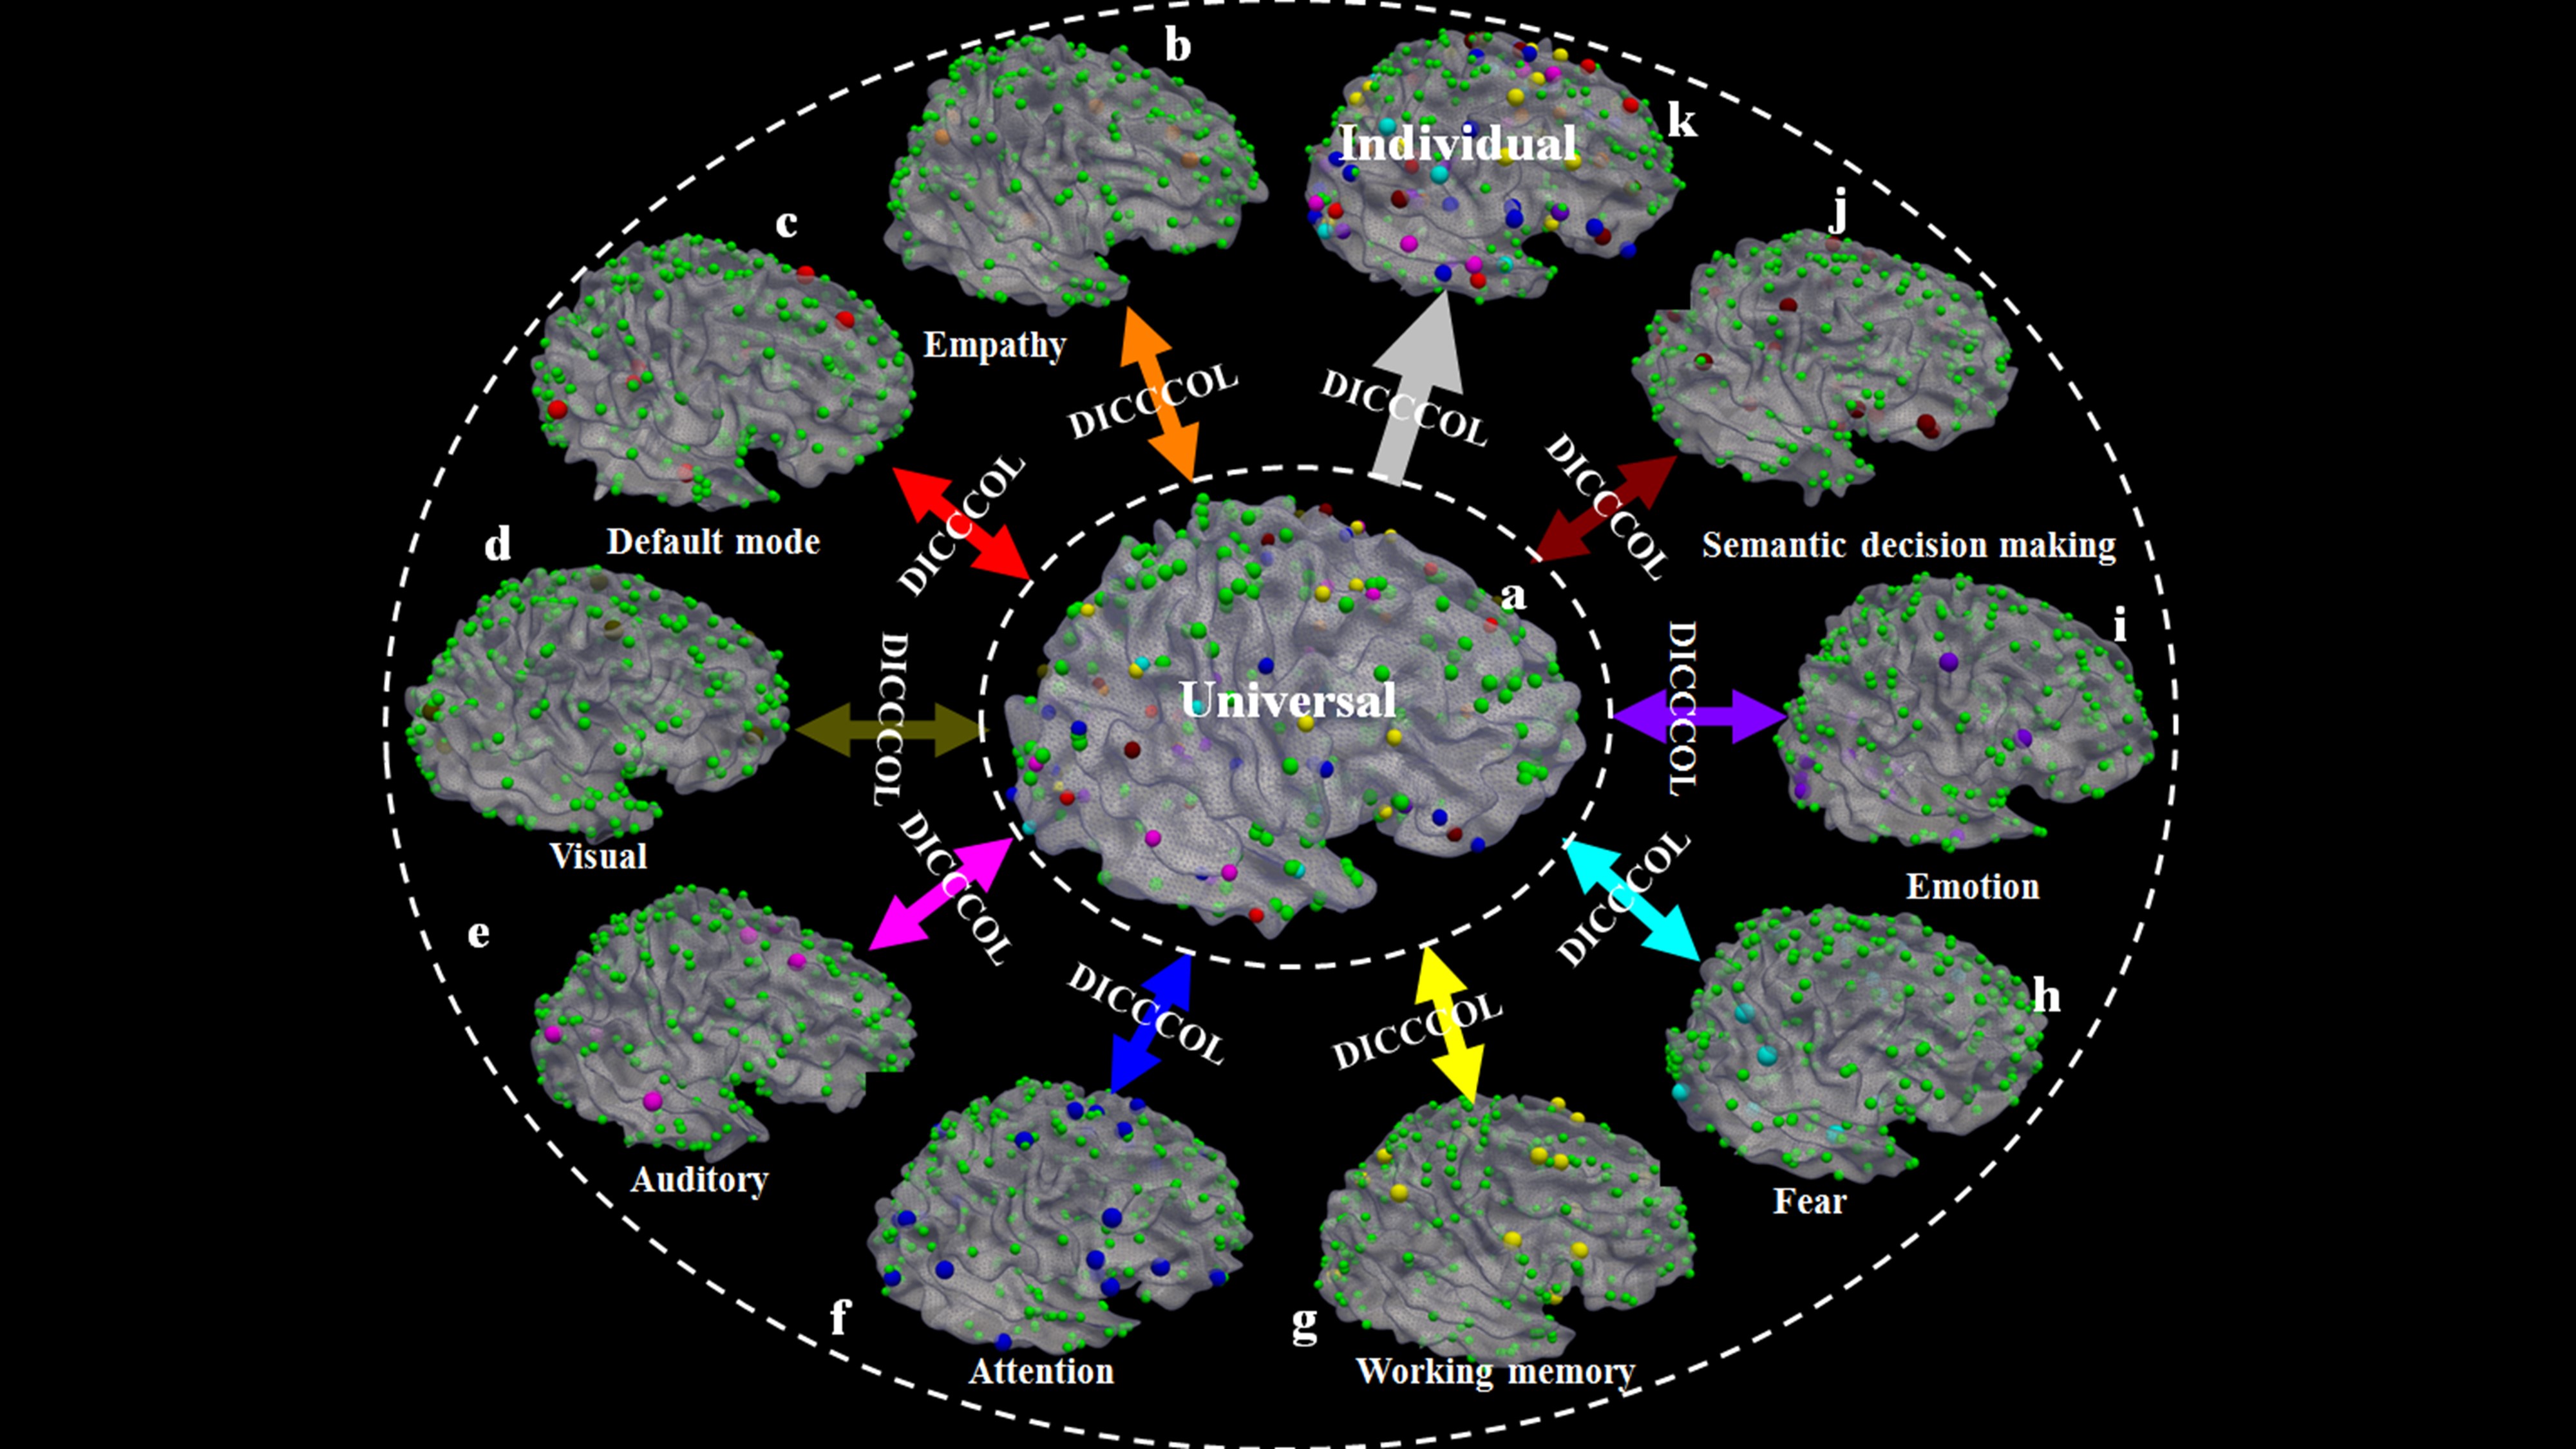 b
Individual
k
j
c
Empathy
DICCCOL
DICCCOL
DICCCOL
DICCCOL
Default mode
d
Semantic decision making
a
i
Universal
DICCCOL
DICCCOL
Visual
Emotion
DICCCOL
DICCCOL
e
h
DICCCOL
DICCCOL
Auditory
Fear
f
g
Attention
Working memory